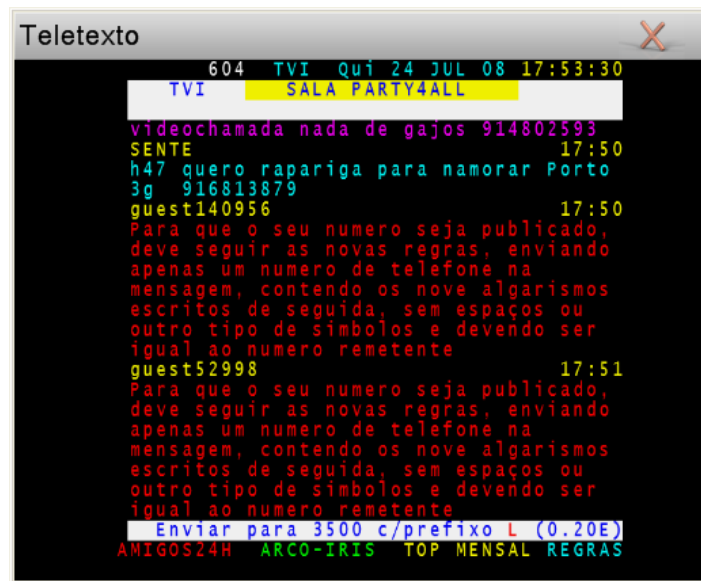 Teletexto
604 TVI Qui 24 JUL 08 17:53:30
TVI SALA PARTY4ALL
videochamada nada de gajos 914802593
SENTE 17:50
h47 quero rapariga para namorar Porto
3g 916813879
guest140956 17:50
Para que o seu numero seja publicado,
deve seguir as novas regras, enviando
apenas um numero de telefone na
mensagem, contendo os nove algarismos
escritos de seguida, sem espaços ou
outro tipo de simbolos e devendo ser
igual ao numero remetente
guest52998 17:51
Para que o seu numero seja publicado,
deve seguir as novas regras, enviando
apenas um numero de telefone na
mensagem, contendo os nove algarismos
escritos de seguida, sem espaços ou
outro tipo de simbolos e devendo ser
igual ao numero remetente
Enviar para 3500 c/prefixo L (0.20E)
AMIGOS24H ARCO-IRIS TOP MENSAL REGRAS